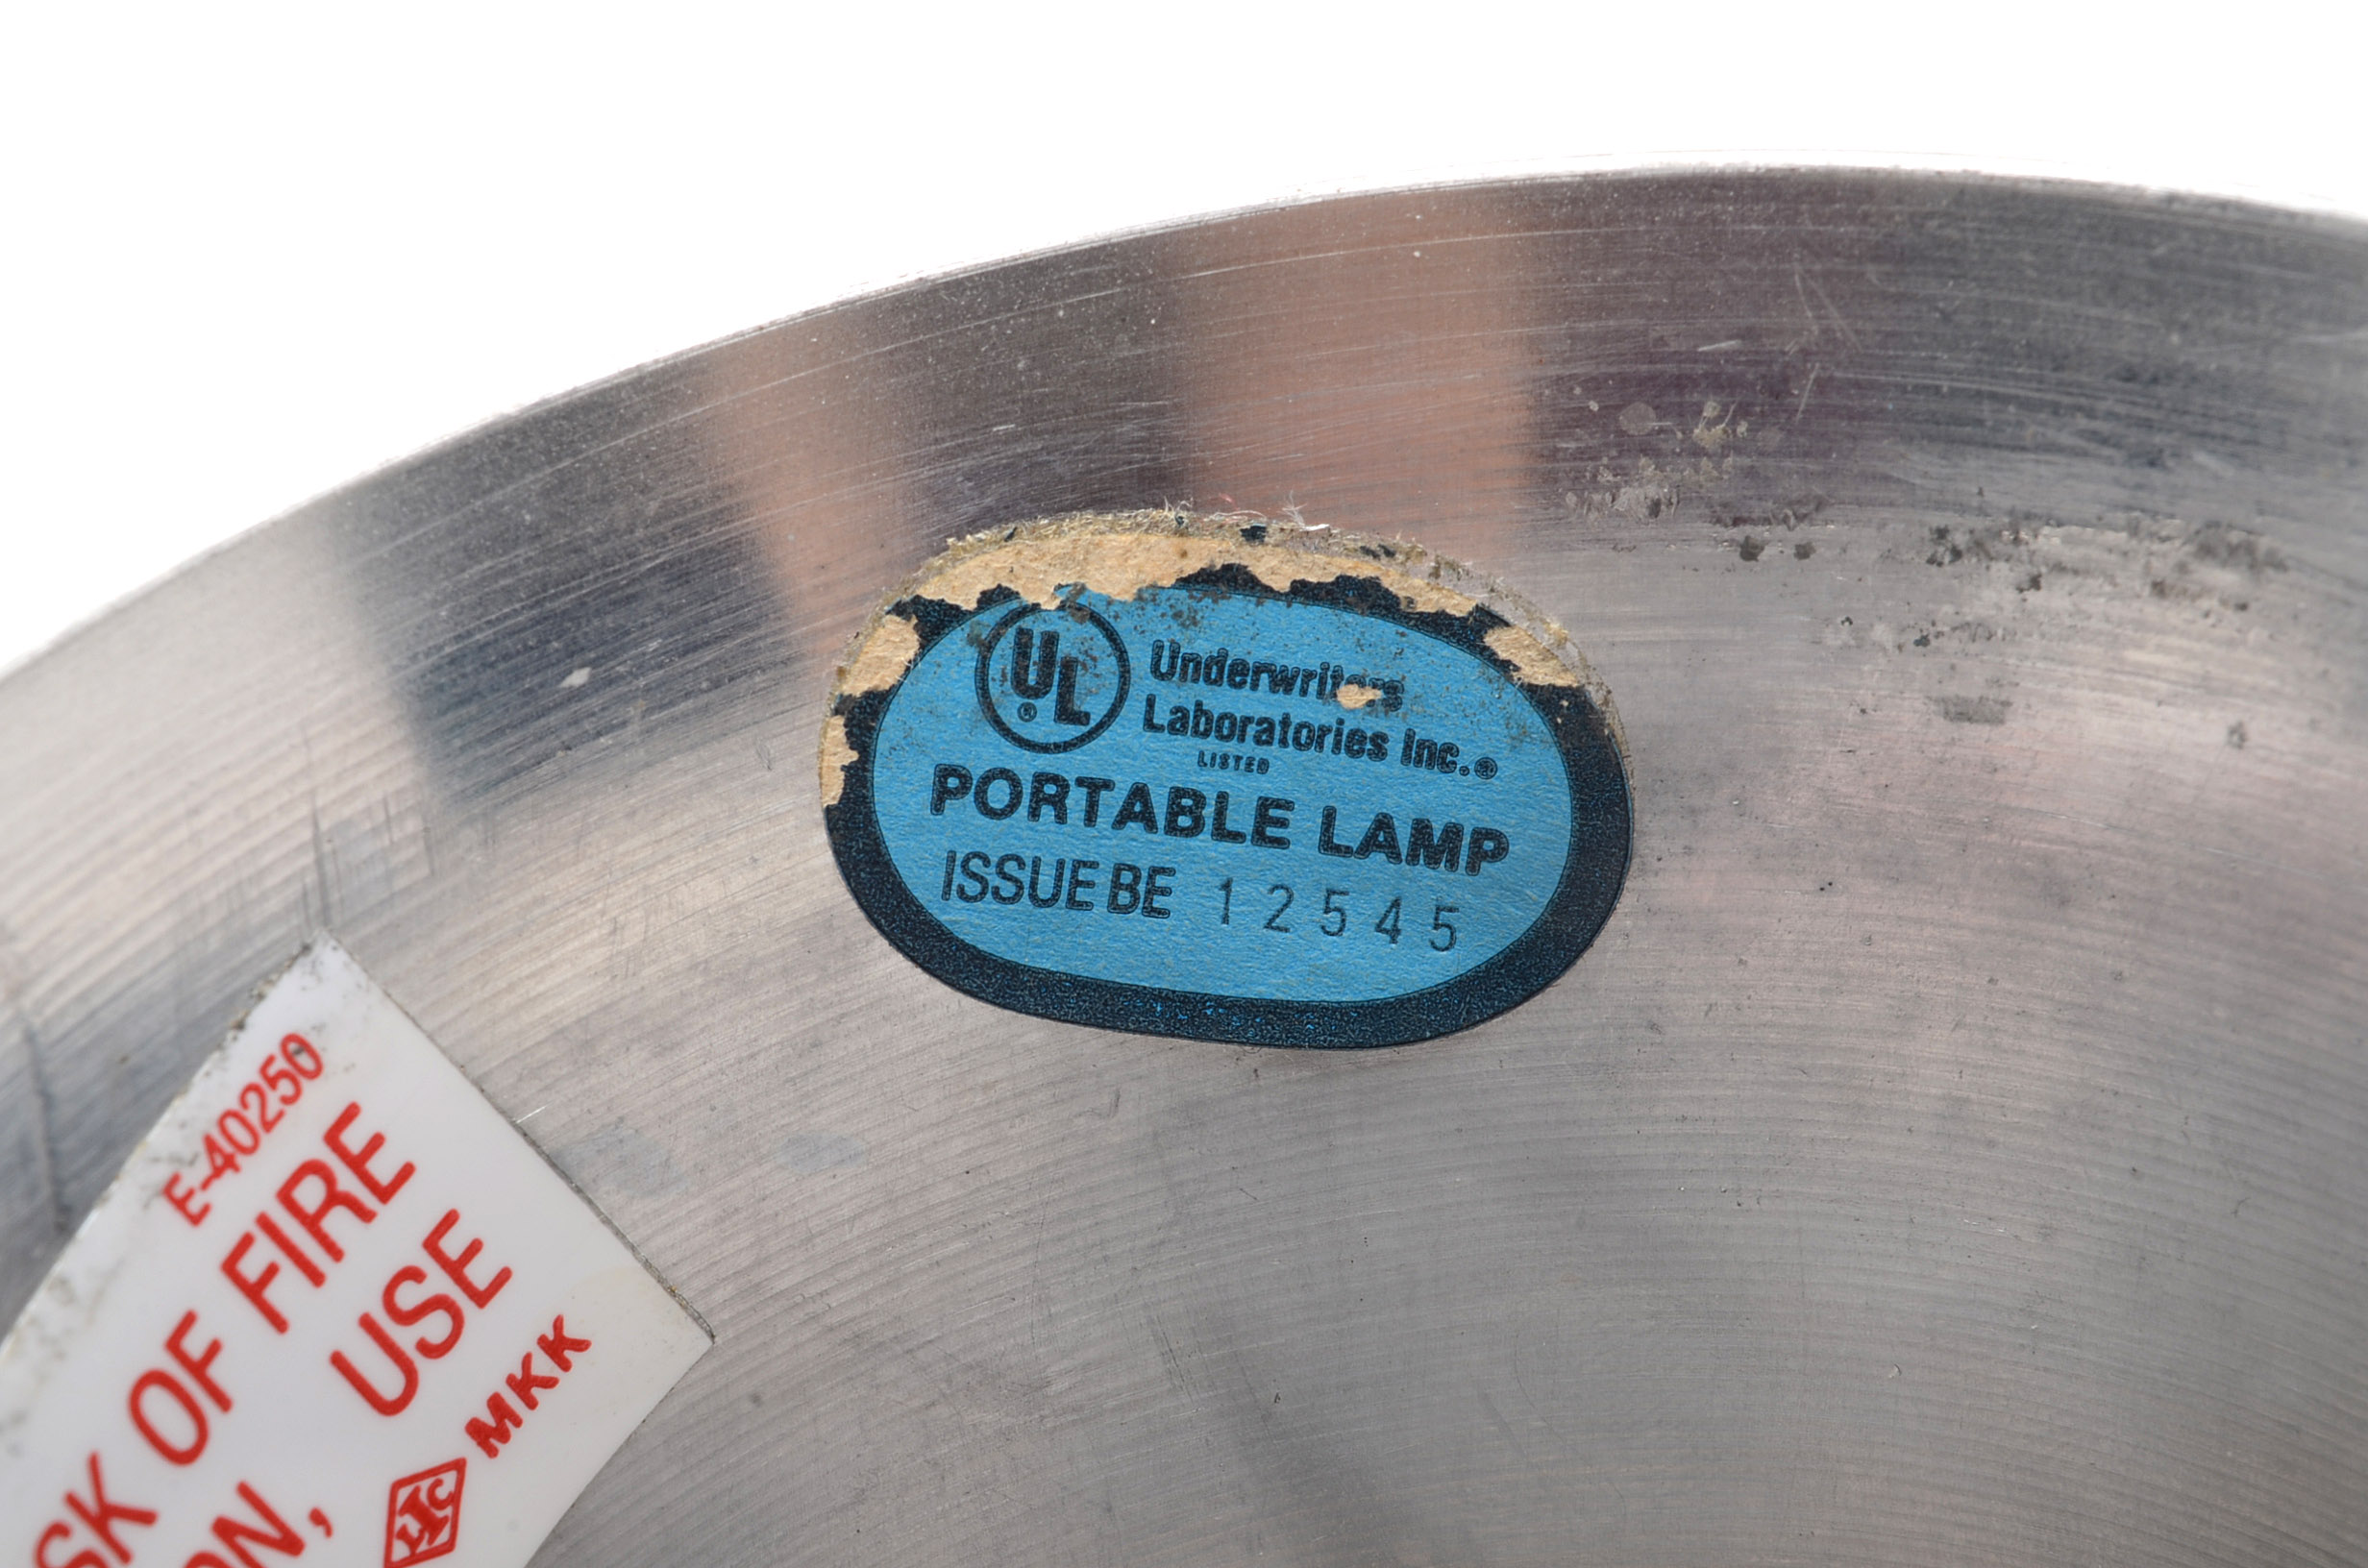 UL®
Underwriters
Laboratories Inc.®
LISTED
PORTABLE LAMP
ISSUE BE 12545
E-40250
SK OF FIRE
ON, USE
MKK